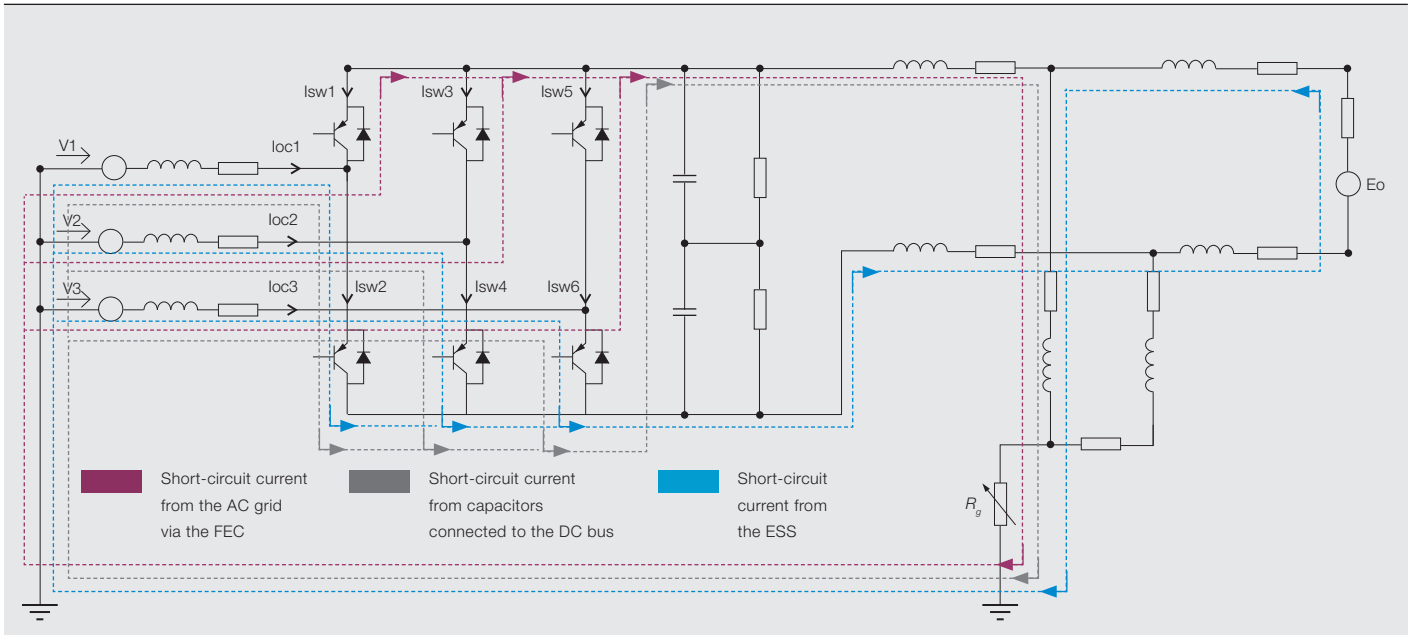 Isw1
Isw3
Isw5
V1
Ioc1
V2
Ioc2
V3
Ioc3
Isw2
Isw4
Isw6
Eo
Rg
Short-circuit current
from the AC grid
via the FEC
Short-circuit current
from capacitors
connected to the DC bus
Short-circuit
current from
the ESS